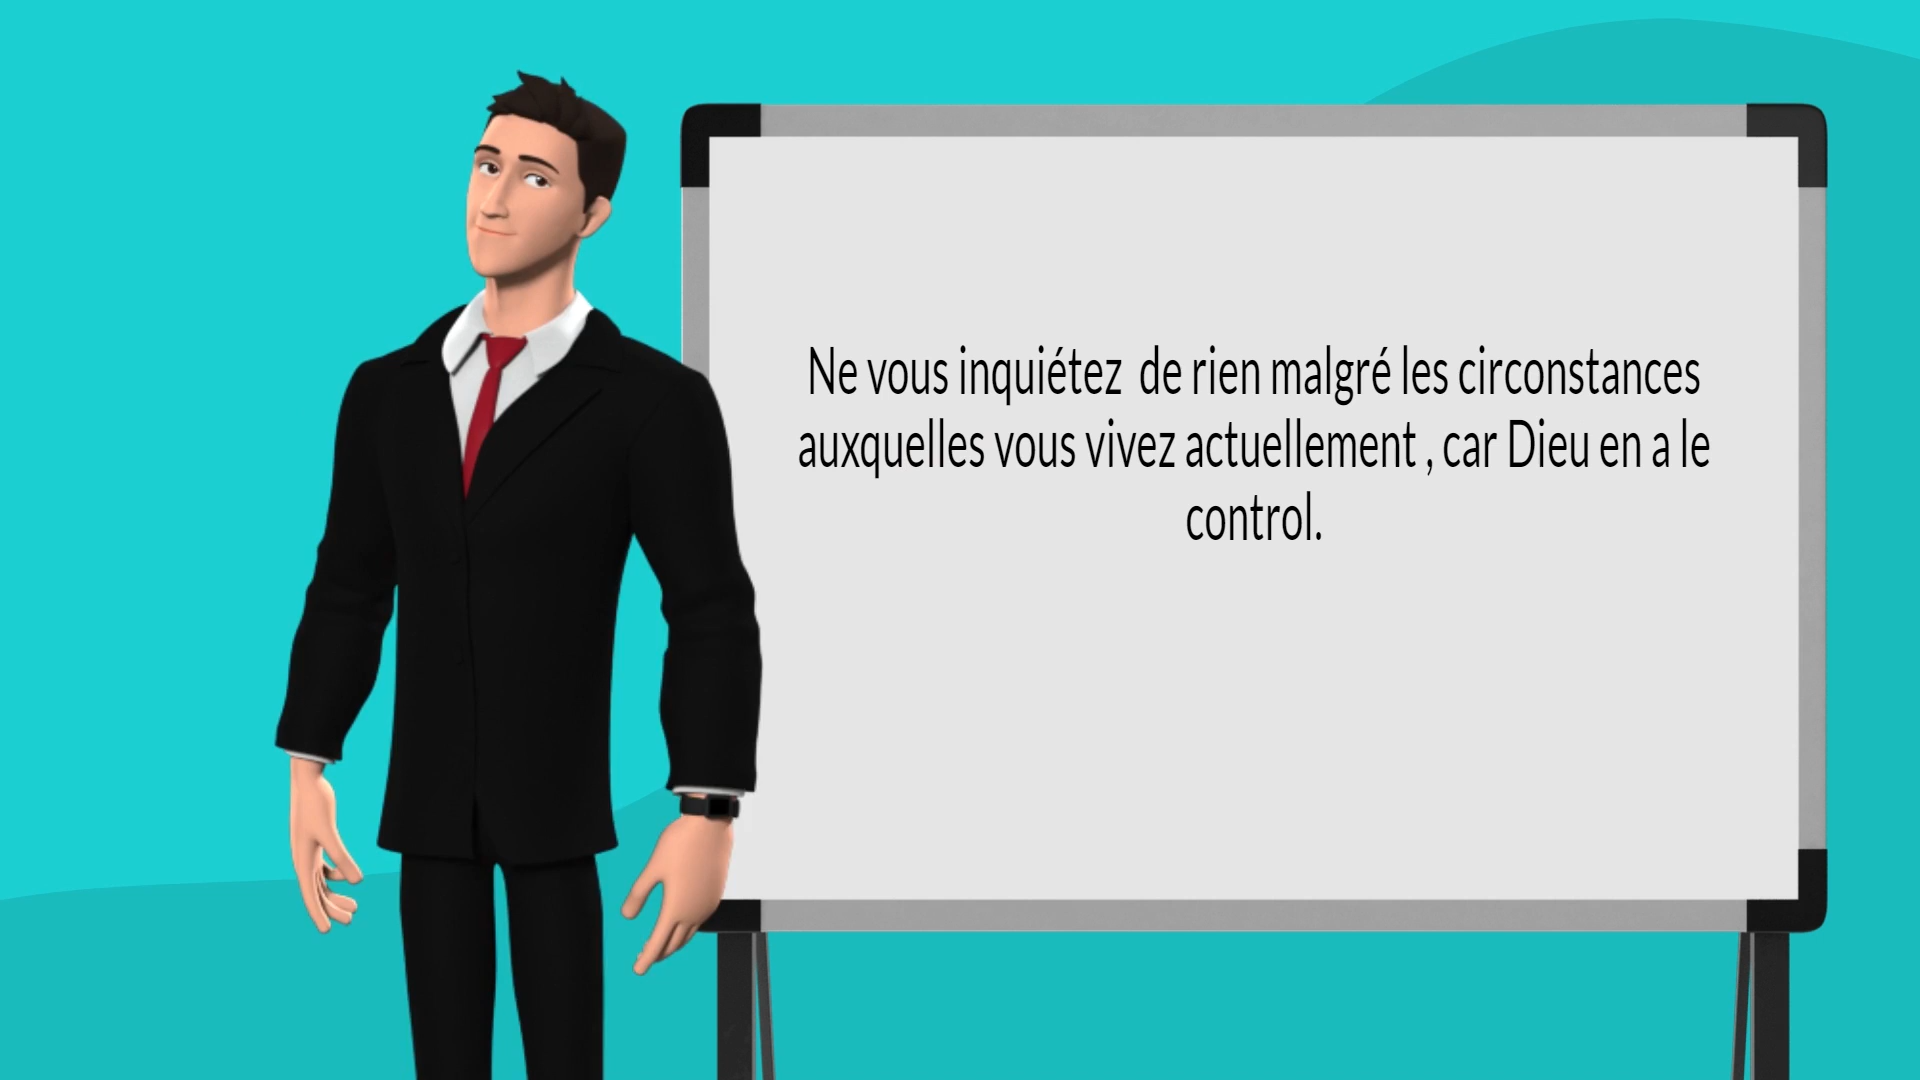 Ne vous inquiétez  de rien malgré les circonstances
auxquelles vous vivez actuellement , car Dieu en a le
control.